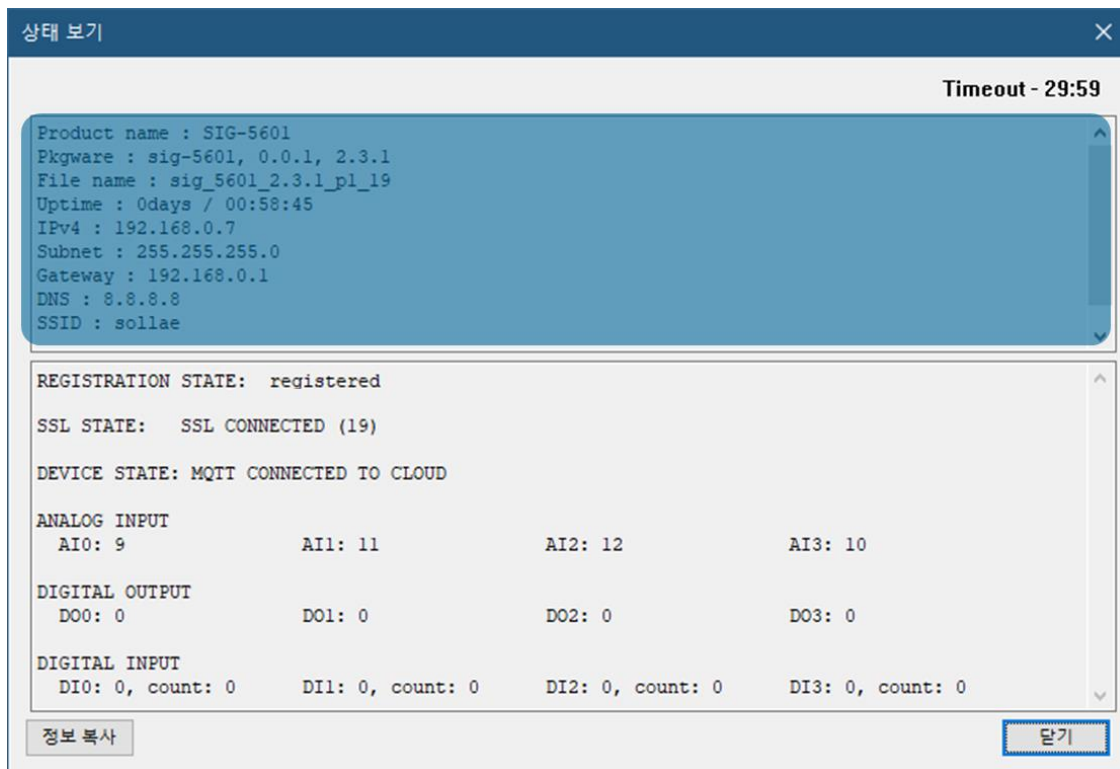 상태 보기
Timeout - 29:59
Product name : SIG-5601
Pkgware : sig-5601, 0.0.1, 2.3.1
File name : sig_5601_2.3.1_p1_19
Uptime : 0days / 00:58:45
IPv4 : 192.168.0.7
Subnet : 255.255.255.0
Gateway : 192.168.0.1
DNS : 8.8.8.8
SSID : sollae
REGISTRATION STATE: registered
SSL STATE: SSL CONNECTED (19)
DEVICE STATE: MQTT CONNECTED TO CLOUD
ANALOG INPUT
AI0: 9 AI1: 11 AI2: 12 AI3: 10
DIGITAL OUTPUT
DO0: 0 DO1: 0 DO2: 0 DO3: 0
DIGITAL INPUT
DI0: 0, count: 0 DI1: 0, count: 0 DI2: 0, count: 0 DI3: 0, count: 0
정보 복사 닫기